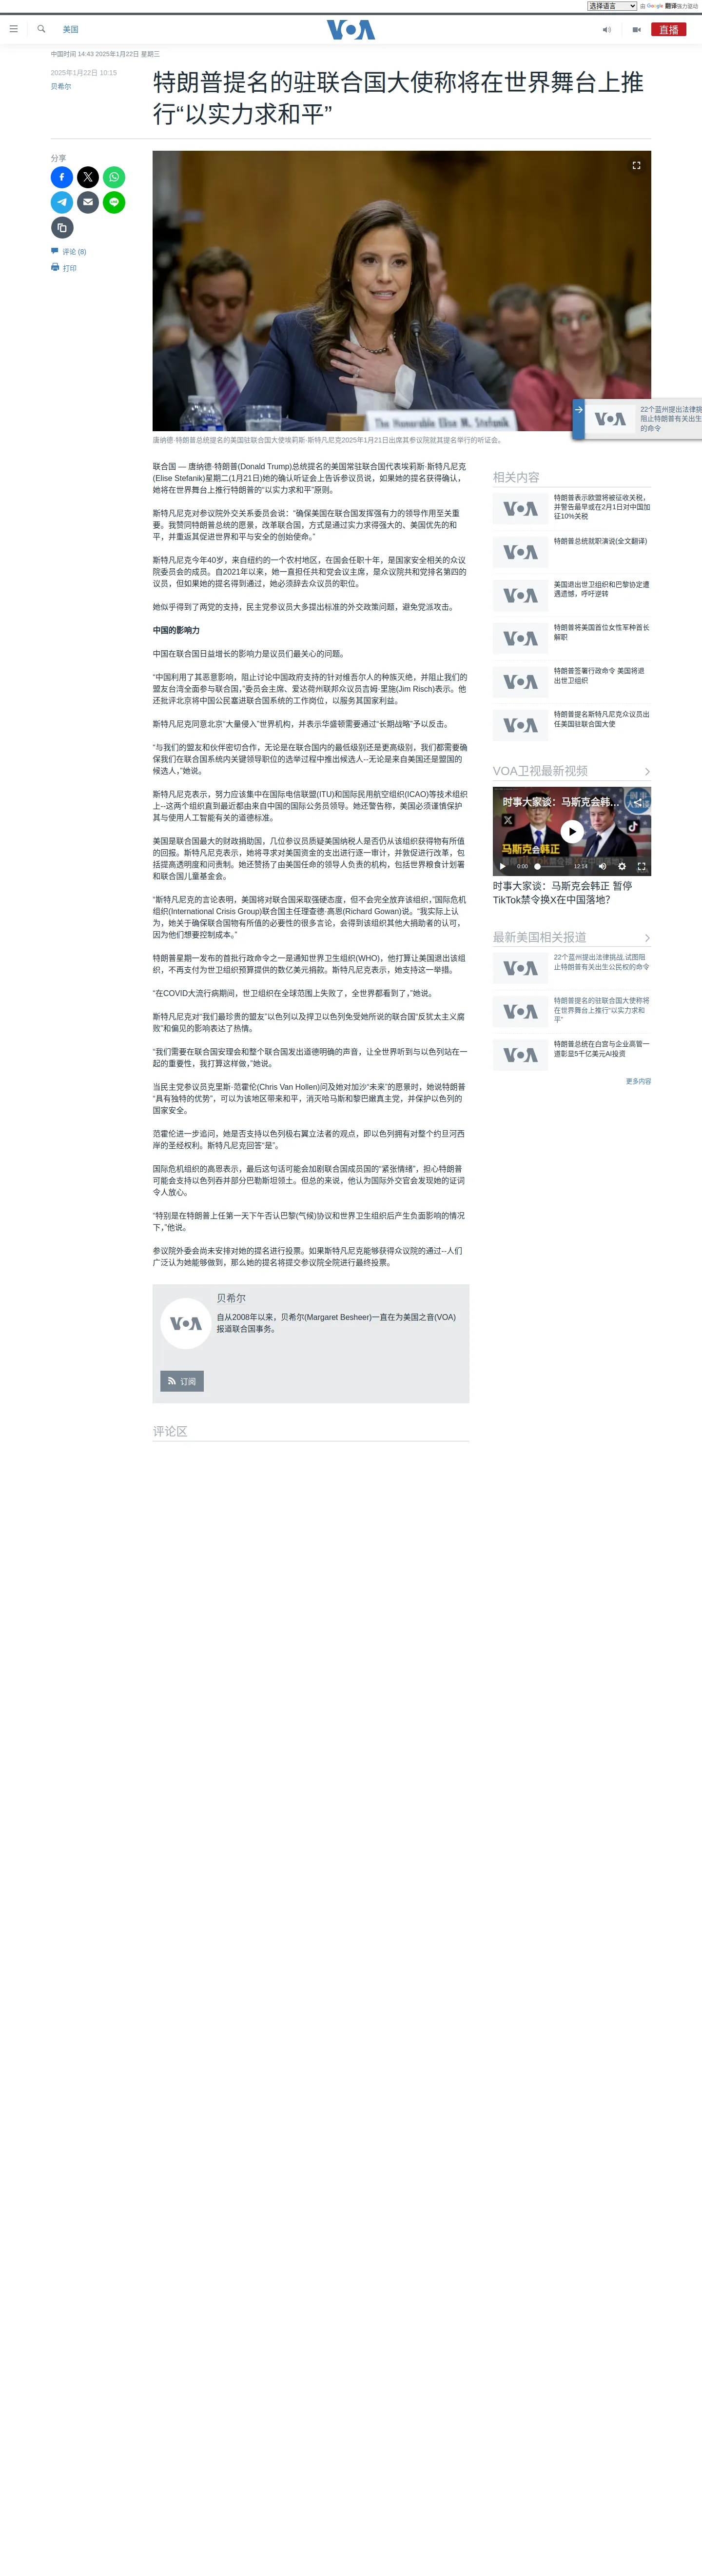 选择语言 由 Google 翻译强力驱动
美国
VOA
直播
中国时间 14:43 2025年1月22日 星期三
2025年1月22日 10:15
贝希尔
特朗普提名的驻联合国大使称将在世界舞台上推
行“以实力求和平”
分享
评论 (8)
打印
The Honorable Elise M. Stefanik
唐纳德·特朗普总统提名的美国驻联合国大使埃莉斯·斯特凡尼克2025年1月21日出席其参议院就其提名举行的听证会。
VOA
22个蓝州提出法律挑
阻止特朗普有关出生
的命令
联合国 — 唐纳德·特朗普(Donald Trump)总统提名的美国常驻联合国代表埃莉斯·斯特凡尼克
(Elise Stefanik)星期二(1月21日)她的确认听证会上告诉参议员说，如果她的提名获得确认，
她将在世界舞台上推行特朗普的“以实力求和平”原则。
斯特凡尼克对参议院外交关系委员会说：“确保美国在联合国发挥强有力的领导作用至关重
要。我赞同特朗普总统的愿景，改革联合国，方式是通过实力求得强大的、美国优先的和
平，并重返其促进世界和平与安全的创始使命。”
斯特凡尼克今年40岁，来自纽约的一个农村地区，在国会任职十年，是国家安全相关的众议
院委员会的成员。自2021年以来，她一直担任共和党会议主席，是众议院共和党排名第四的
议员，但如果她的提名得到通过，她必须辞去众议员的职位。
她似乎得到了两党的支持，民主党参议员大多提出标准的外交政策问题，避免党派攻击。
中国的影响力
中国在联合国日益增长的影响力是议员们最关心的问题。
“中国利用了其恶意影响，阻止讨论中国政府支持的针对维吾尔人的种族灭绝，并阻止我们的
盟友台湾全面参与联合国，”委员会主席、爱达荷州联邦众议员吉姆·里施(Jim Risch)表示。他
还批评北京将中国公民塞进联合国系统的工作岗位，以服务其国家利益。
斯特凡尼克同意北京“大量侵入”世界机构，并表示华盛顿需要通过“长期战略”予以反击。
“与我们的盟友和伙伴密切合作，无论是在联合国内的最低级别还是更高级别，我们都需要确
保我们在联合国系统内关键领导职位的选举过程中推出候选人--无论是来自美国还是盟国的
候选人，”她说。
斯特凡尼克表示，努力应该集中在国际电信联盟(ITU)和国际民用航空组织(ICAO)等技术组织
上--这两个组织直到最近都由来自中国的国际公务员领导。她还警告称，美国必须谨慎保护
其与使用人工智能有关的道德标准。
美国是联合国最大的财政捐助国，几位参议员质疑美国纳税人是否仍从该组织获得物有所值
的回报。斯特凡尼克表示，她将寻求对美国资金的支出进行逐一审计，并敦促进行改革，包
括提高透明度和问责制。她还赞扬了由美国任命的领导人负责的机构，包括世界粮食计划署
和联合国儿童基金会。
“斯特凡尼克的言论表明，美国将对联合国采取强硬态度，但不会完全放弃该组织，”国际危机
组织(International Crisis Group)联合国主任理查德·高恩(Richard Gowan)说。“我实际上认
为，她关于确保联合国物有所值的必要性的很多言论，会得到该组织其他大捐助者的认可，
因为他们想要控制成本。”
特朗普星期一发布的首批行政命令之一是通知世界卫生组织(WHO)，他打算让美国退出该组
织，不再支付为世卫组织预算提供的数亿美元捐款。斯特凡尼克表示，她支持这一举措。
“在COVID大流行病期间，世卫组织在全球范围上失败了，全世界都看到了，”她说。
斯特凡尼克对“我们最珍贵的盟友”以色列以及捍卫以色列免受她所说的联合国“反犹太主义腐
败”和偏见的影响表达了热情。
“我们需要在联合国安理会和整个联合国发出道德明确的声音，让全世界听到与以色列站在一
起的重要性，我打算这样做，”她说。
当民主党参议员克里斯·范霍伦(Chris Van Hollen)问及她对加沙“未来”的愿景时，她说特朗普
“具有独特的优势”，可以为该地区带来和平，消灭哈马斯和黎巴嫩真主党，并保护以色列的
国家安全。
范霍伦进一步追问，她是否支持以色列极右翼立法者的观点，即以色列拥有对整个约旦河西
岸的圣经权利。斯特凡尼克回答“是”。
国际危机组织的高恩表示，最后这句话可能会加剧联合国成员国的“紧张情绪”，担心特朗普
可能会支持以色列吞并部分巴勒斯坦领土。但总的来说，他认为国际外交官会发现她的证词
令人放心。
“特别是在特朗普上任第一天下午否认巴黎(气候)协议和世界卫生组织后产生负面影响的情况
下，”他说。
参议院外委会尚未安排对她的提名进行投票。如果斯特凡尼克能够获得众议院的通过--人们
广泛认为她能够做到，那么她的提名将提交参议院全院进行最终投票。
VOA
贝希尔
自从2008年以来，贝希尔(Margaret Besheer)一直在为美国之音(VOA)
报道联合国事务。
订阅
评论区
相关内容
VOA
特朗普表示欧盟将被征收关税，
并警告最早或在2月1日对中国加
征10%关税
VOA
特朗普总统就职演说(全文翻译)
VOA
美国退出世卫组织和巴黎协定遭
遇遗憾，呼吁逆转
VOA
特朗普将美国首位女性军种首长
解职
VOA
特朗普签署行政命令 美国将退
出世卫组织
VOA
特朗普提名斯特凡尼克众议员出
任美国驻联合国大使
VOA卫视最新视频
时事大家谈：马斯克会韩...
马斯克会韩正
0:00 12:14
时事大家谈：马斯克会韩正 暂停
TikTok禁令换X在中国落地？
最新美国相关报道
VOA
22个蓝州提出法律挑战,试图阻
止特朗普有关出生公民权的命令
VOA
特朗普提名的驻联合国大使称将
在世界舞台上推行“以实力求和
平”
VOA
特朗普总统在白宫与企业高管一
道彰显5千亿美元AI投资
更多内容